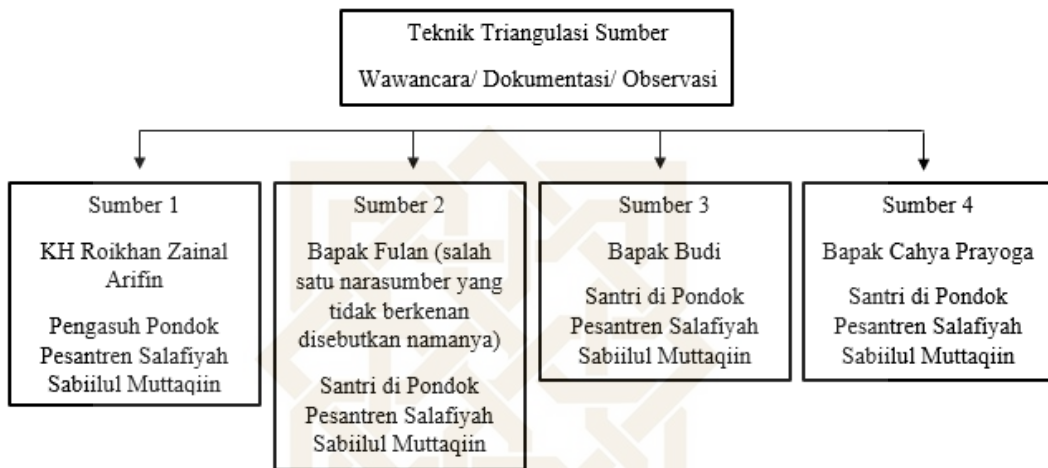 Teknik Triangulasi Sumber
Wawancara/ Dokumentasi/ Observasi
Sumber 1
KH Roikhan Zainal
Arifin
Pengasuh Pondok
Pesantren Salafiyah
Sabiilul Muttaqiin
Sumber 2
Bapak Fulan (salah
satu narasumber yang
tidak berkenan
disebutkan namanya)
Santri di Pondok
Pesantren Salafiyah
Sabiilul Muttaqiin
Sumber 3
Bapak Budi
Santri di Pondok
Pesantren Salafiyah
Sabiilul Muttaqiin
Sumber 4
Bapak Cahya Prayoga
Santri di Pondok
Pesantren Salafiyah
Sabiilul Muttaqiin